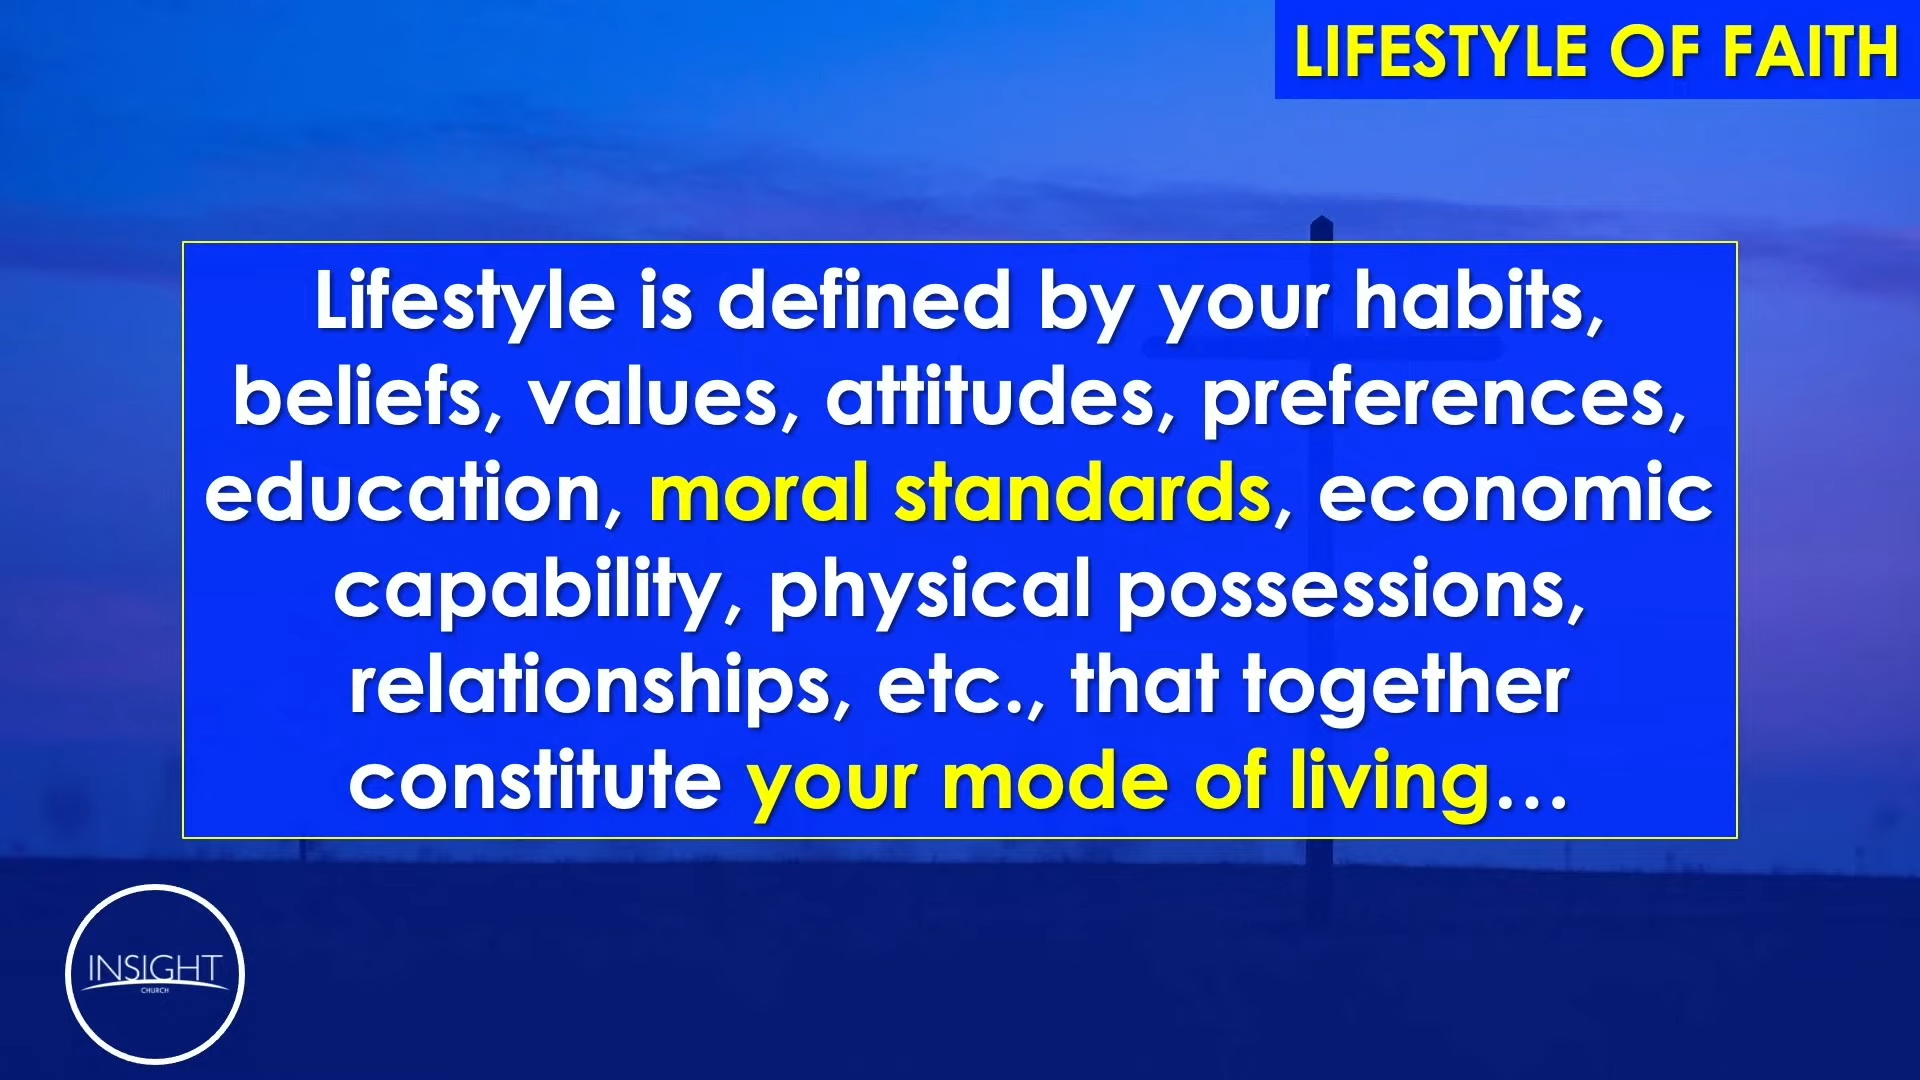 LIFESTYLE OF FAITH
Lifestyle is defined by your habits,
beliefs, values, attitudes, preferences,
education, moral standards, economic
capability, physical possessions,
relationships, etc., that together
constitute your mode of living…
INSIGHT
CHURCH